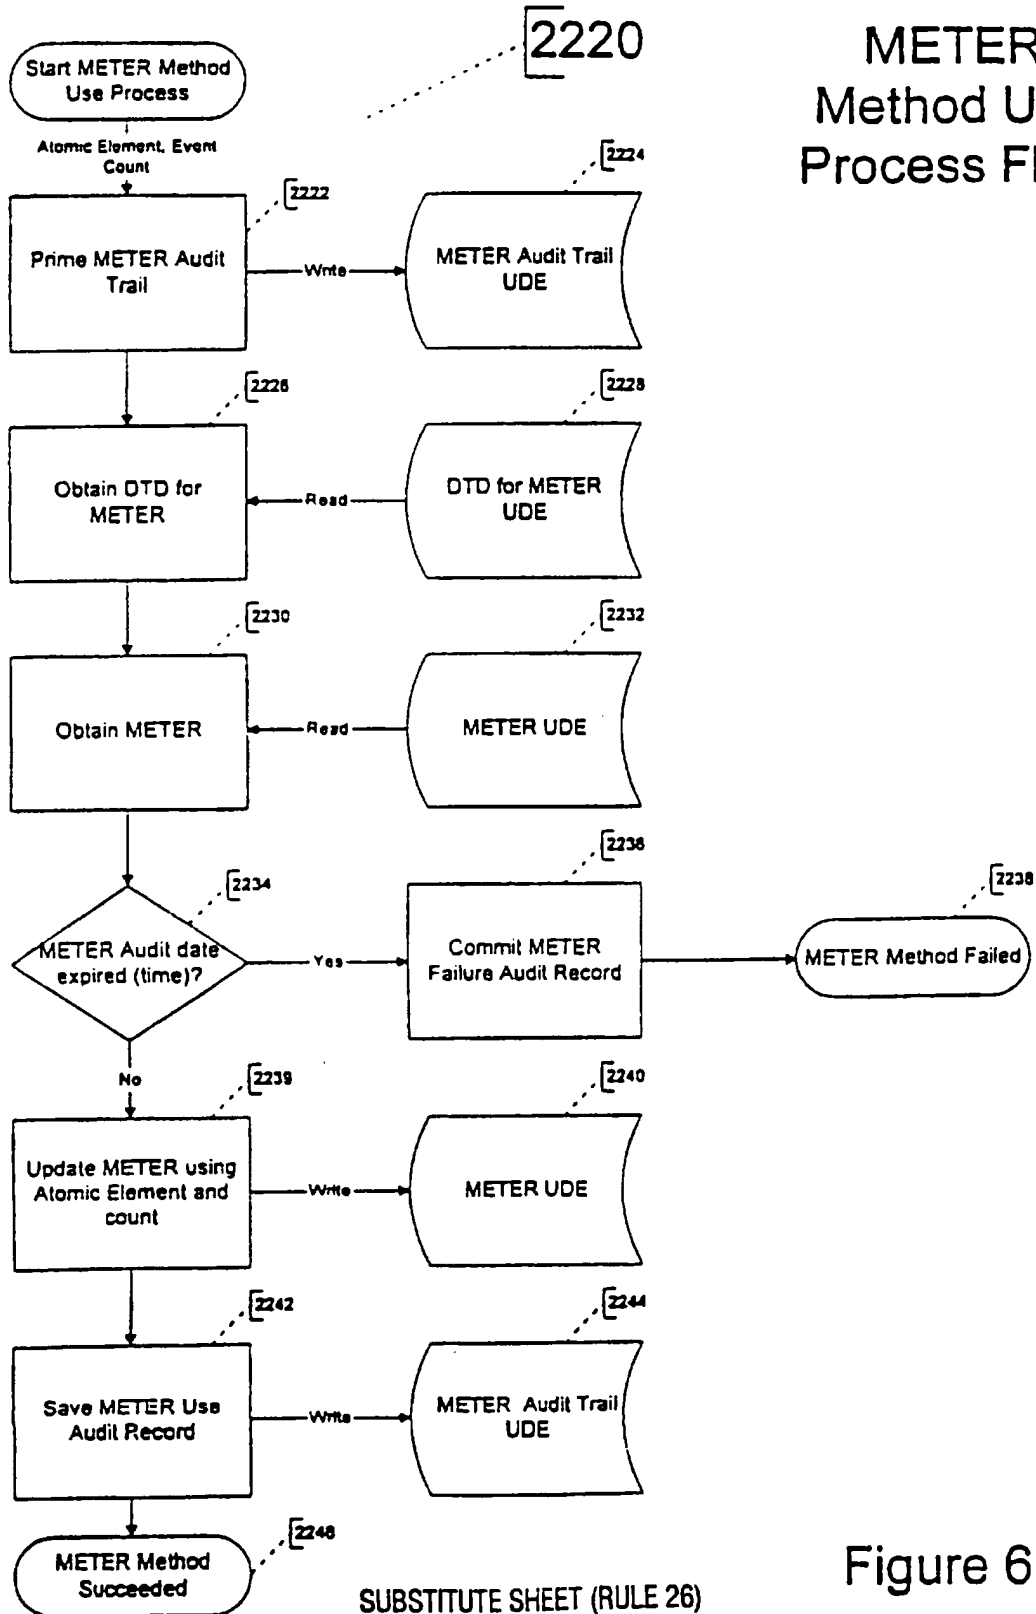 2220
METER
Method U
Process Fl
Start METER Method
Use Process
Atomic Element, Event
Count
2222
2224
Prime METER Audit
Trail
Write
METER Audit Trail
UDE
2226
2228
Obtain DTD for
METER
Read
DTD for METER
UDE
2230
2232
Obtain METER
Read
METER UDE
2234
2236
2238
METER Audit date
expired (time)?
Yes
Commit METER
Failure Audit Record
METER Method Failed
No
2239
2240
Update METER using
Atomic Element and
count
Write
METER UDE
2242
2244
Save METER Use
Audit Record
Write
METER Audit Trail
UDE
2246
METER Method
Succeeded
SUBSTITUTE SHEET (RULE 26)
Figure 6